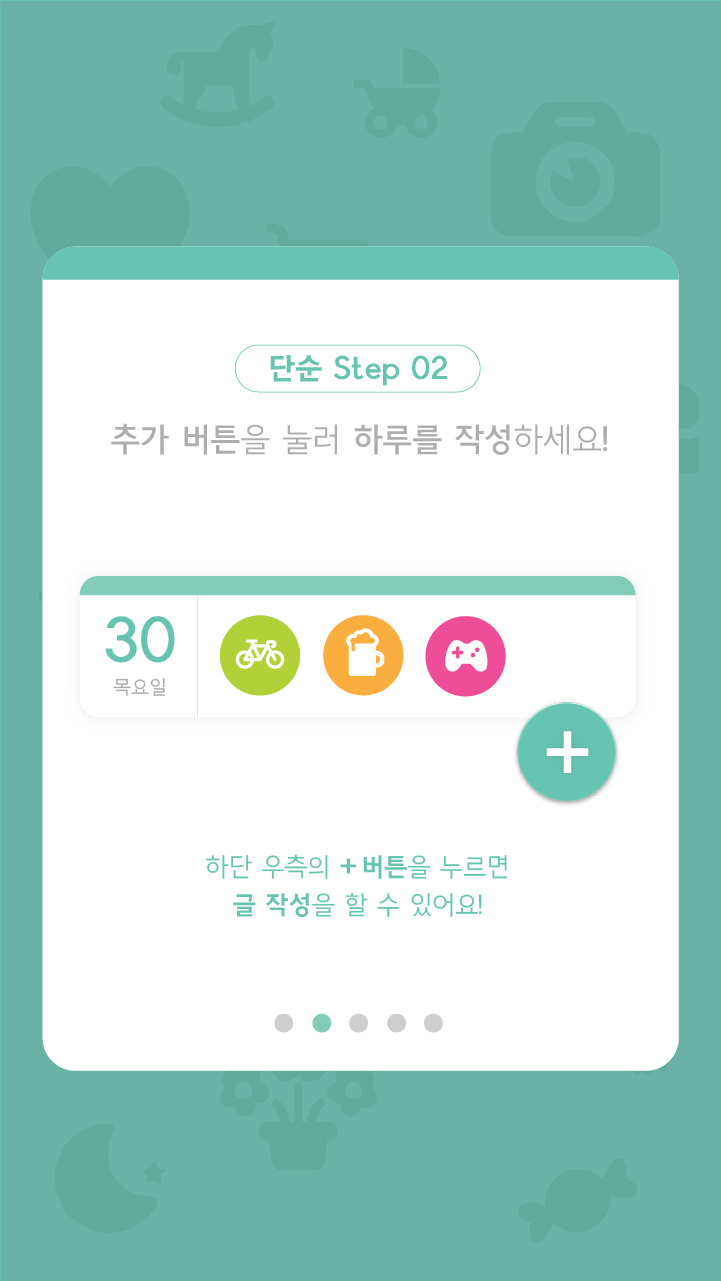 단순 Step 02
추가 버튼을 눌러 하루를 작성하세요!
30
목요일
+
하단 우측의 + 버튼을 누르면
글 작성을 할 수 있어요!